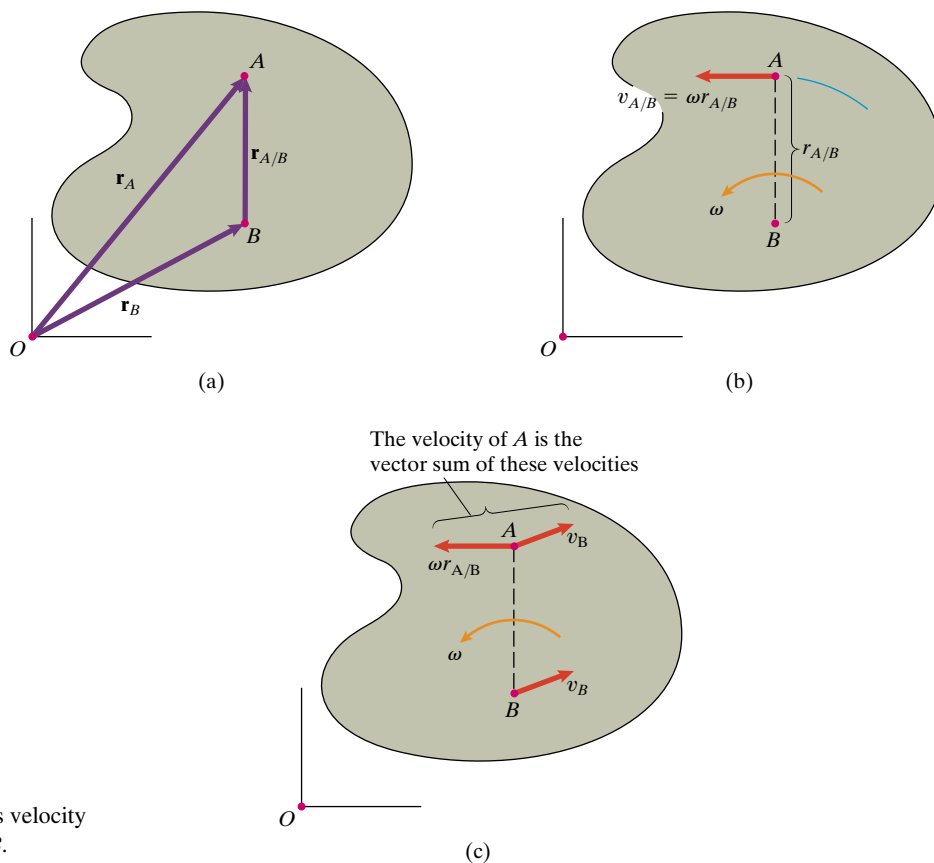 A
r_A
r_{A/B}
B
r_B
O
(a)
A
v_{A/B} = ωr_{A/B}
r_{A/B}
ω
B
O
(b)
The velocity of A is the
vector sum of these velocities
A
v_B
ωr_{A/B}
ω
v_B
B
O
s velocity
(c)